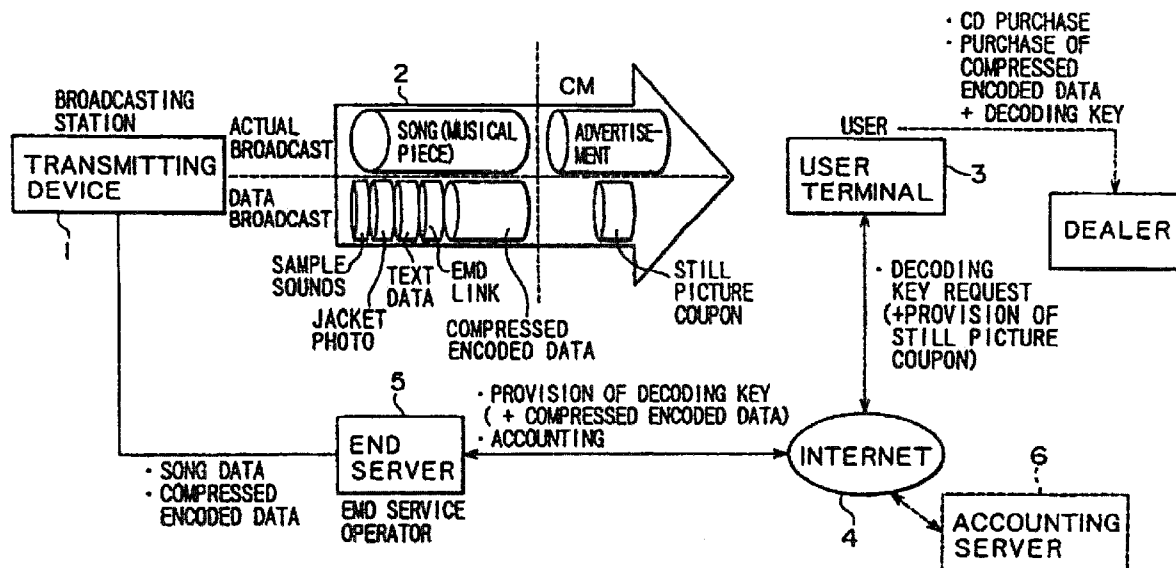 BROADCASTING
STATION
TRANSMITTING
DEVICE
1
ACTUAL
BROADCAST
DATA
BROADCAST
2
CM
SONG(MUSICAL
PIECE)
ADVERTISE-
MENT
SAMPLE
SOUNDS
JACKET
PHOTO
TEXT
DATA
EMD
LINK
COMPRESSED
ENCODED DATA
STILL
PICTURE
COUPON
· CD PURCHASE
· PURCHASE OF
COMPRESSED
ENCODED DATA
+ DECODING KEY
USER
USER
TERMINAL
3
DEALER
· DECODING
KEY REQUEST
(+PROVISION OF
STILL PICTURE
COUPON)
5
END
SERVER
EMD SERVICE
OPERATOR
· SONG DATA
· COMPRESSED
ENCODED DATA
· PROVISION OF DECODING KEY
( + COMPRESSED ENCODED DATA)
· ACCOUNTING
INTERNET
4
6
ACCOUNTING
SERVER